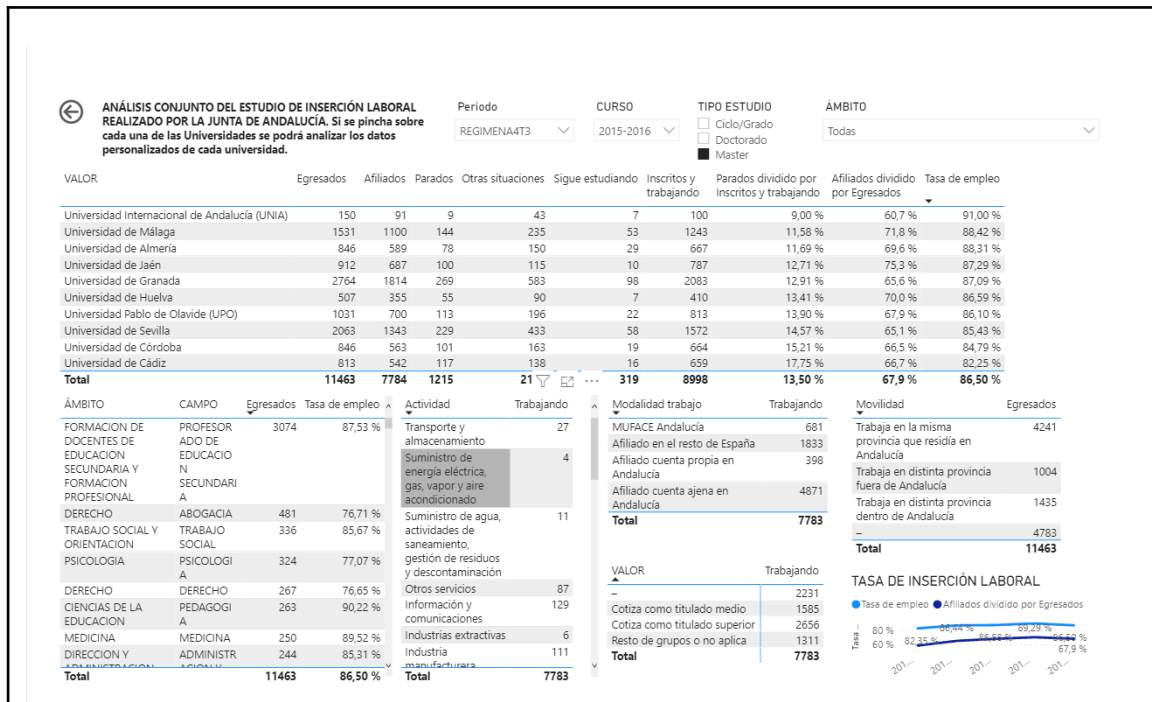 ANÁLISIS CONJUNTO DEL ESTUDIO DE INSERCIÓN LABORAL
REALIZADO POR LA JUNTA DE ANDALUCÍA. Si se pincha sobre
cada una de las Universidades se podrá analizar los datos
personalizados de cada universidad.
Periodo
REGIMENA4T3
CURSO
2015-2016
TIPO ESTUDIO
Ciclo/Grado
Doctorado
Master
ÁMBITO
Todas
VALOR Egresados Afiliados Parados Otras situaciones Sigue estudiando Inscritos y trabajando Parados dividido por Inscritos y trabajando Afiliados dividido por Egresados Tasa de empleo
Universidad Internacional de Andalucía (UNIA) 150 91 9 43 7 100 9,00 % 60,7 % 91,00 %
Universidad de Málaga 1531 1100 144 235 53 1243 11,58 % 71,8 % 88,42 %
Universidad de Almería 846 589 78 150 29 667 11,69 % 69,6 % 88,31 %
Universidad de Jaén 912 687 100 115 10 787 12,71 % 75,3 % 87,29 %
Universidad de Granada 2764 1814 269 583 98 2083 12,91 % 65,6 % 87,09 %
Universidad de Huelva 507 355 55 90 7 410 13,41 % 70,0 % 86,59 %
Universidad Pablo de Olavide (UPO) 1031 700 113 196 22 813 13,90 % 67,9 % 86,10 %
Universidad de Sevilla 2063 1343 229 433 58 1572 14,57 % 65,1 % 85,43 %
Universidad de Córdoba 846 563 101 163 19 664 15,21 % 66,5 % 84,79 %
Universidad de Cádiz 813 542 117 138 16 659 17,75 % 66,7 % 82,25 %
Total 11463 7784 1215 21 319 8998 13,50 % 67,9 % 86,50 %
ÁMBITO CAMPO Egresados Tasa de empleo
FORMACION DE PROFESOR 3074 87,53 %
DOCENTES DE ADO DE
EDUCACION EDUCACIO
SECUNDARIA Y N
FORMACION SECUNDARI
PROFESIONAL A
DERECHO ABOGACIA 481 76,71 %
TRABAJO SOCIAL Y TRABAJO 336 85,67 %
ORIENTACION SOCIAL
PSICOLOGIA PSICOLOGI 324 77,07 %
A
DERECHO DERECHO 267 76,65 %
CIENCIAS DE LA PEDAGOGI 263 90,22 %
EDUCACION A
MEDICINA MEDICINA 250 89,52 %
DIRECCION Y ADMINISTR 244 85,31 %
ADMINISTRACION ACION Y
Total 11463 86,50 %
Actividad Trabajando
Transporte y 27
almacenamiento
Suministro de 4
energía eléctrica,
gas, vapor y aire
acondicionado
Suministro de agua, 11
actividades de
saneamiento,
gestión de residuos
y descontaminación
Otros servicios 87
Información y 129
comunicaciones
Industrias extractivas 6
Industria 111
manufacturera
Total 7783
Modalidad trabajo Trabajando
MUFACE Andalucía 681
Afiliado en el resto de España 1833
Afiliado cuenta propia en 398
Andalucía
Afiliado cuenta ajena en 4871
Andalucía
Total 7783
VALOR Trabajando
– 2231
Cotiza como titulado medio 1585
Cotiza como titulado superior 2656
Resto de grupos o no aplica 1311
Total 7783
Movilidad Egresados
Trabaja en la misma 4241
provincia que residía en
Andalucía
Trabaja en distinta provincia 1004
fuera de Andalucía
Trabaja en distinta provincia 1435
dentro de Andalucía
– 4783
Total 11463
TASA DE INSERCIÓN LABORAL
Tasa de empleo Afiliados dividido por Egresados
Tasa ...
80 %
60 %
82,35 % 86,44 % 86,88 % 89,29 % 86,50 %
67,9 %
201... 201... 201... 201... 201...